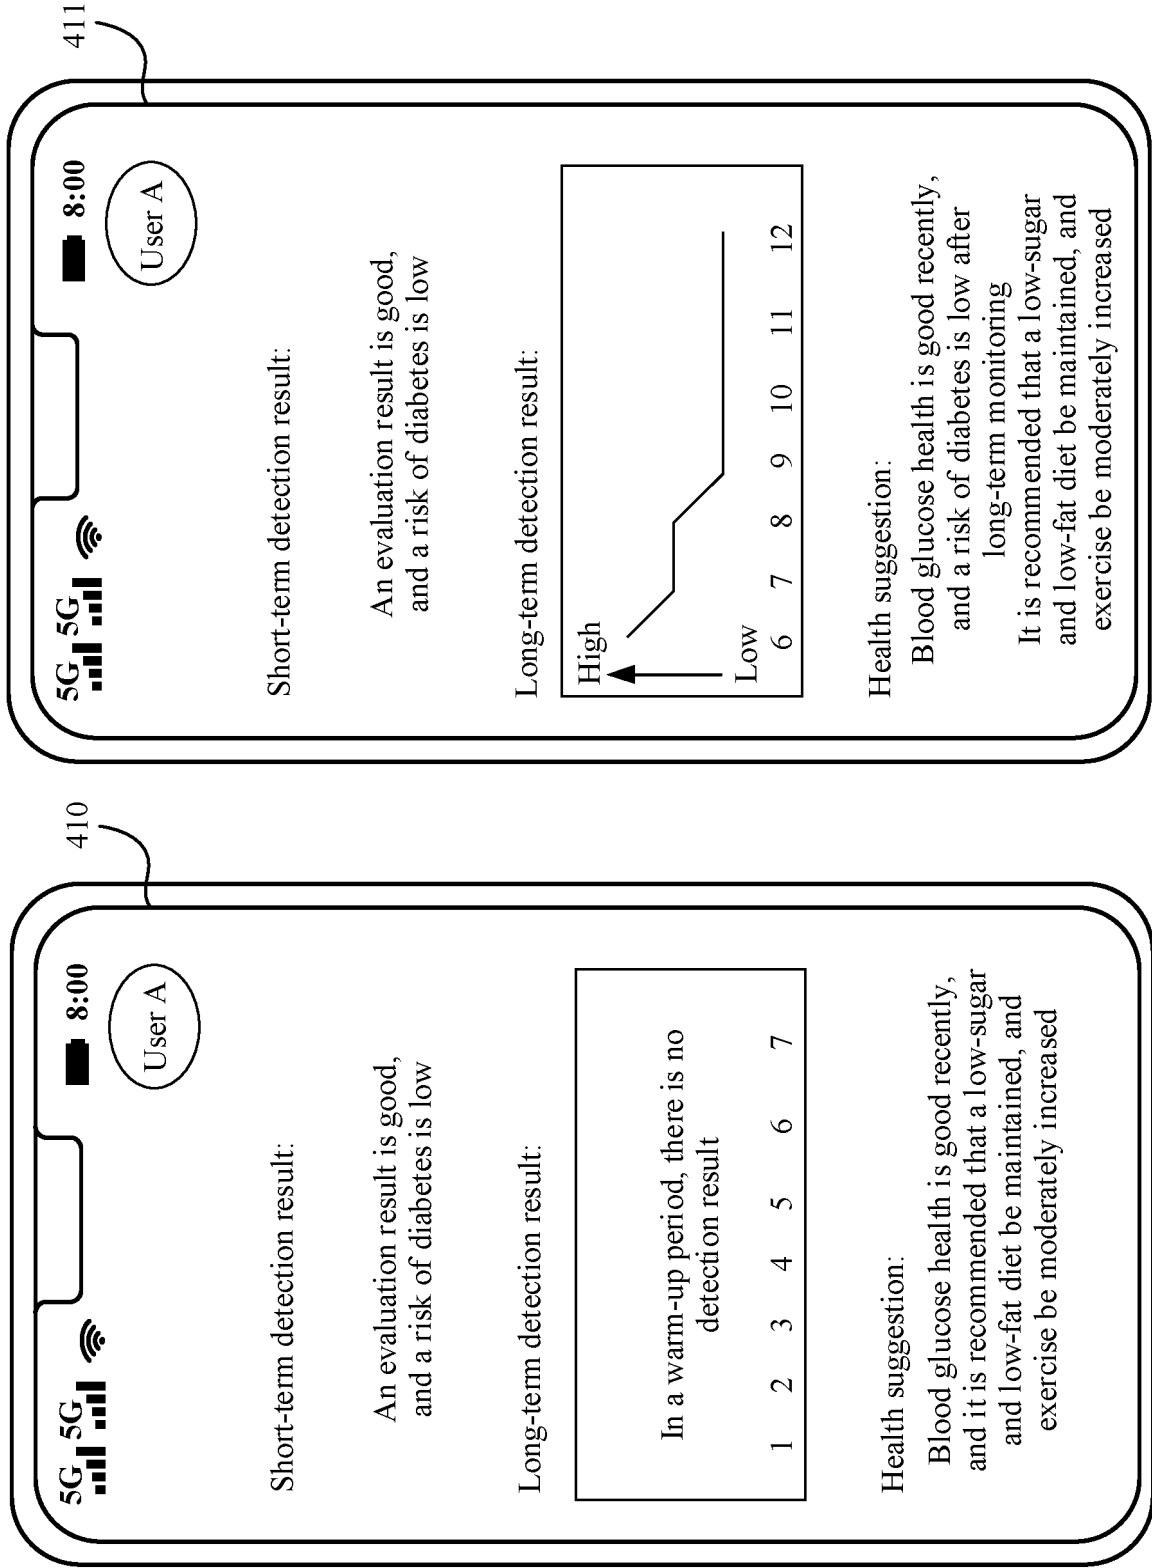 410
5G 5G 8:00
User A
Short-term detection result:
An evaluation result is good,
and a risk of diabetes is low
Long-term detection result:
In a warm-up period, there is no
detection result
1 2 3 4 5 6 7
Health suggestion:
Blood glucose health is good recently,
and it is recommended that a low-sugar
and low-fat diet be maintained, and
exercise be moderately increased
411
5G 5G 8:00
User A
Short-term detection result:
An evaluation result is good,
and a risk of diabetes is low
Long-term detection result:
High
Low
6 7 8 9 10 11 12
Health suggestion:
Blood glucose health is good recently,
and a risk of diabetes is low after
long-term monitoring
It is recommended that a low-sugar
and low-fat diet be maintained, and
exercise be moderately increased